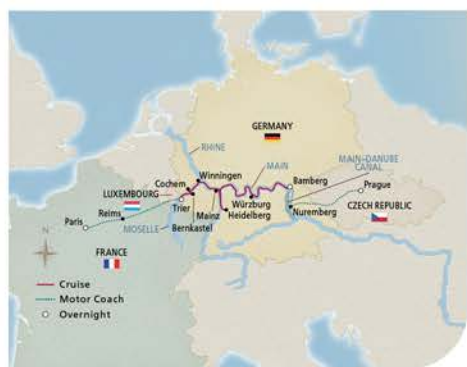 GERMANY
RHINE
Winningen
MAIN
MAIN-DANUBE
CANAL
Cochem
Bamberg
Prague
LUXEMBOURG
Trier
Mainz
Würzburg
Heidelberg
Nuremberg
CZECH REPUBLIC
Reims
Paris
MOSELLE
Bernkastel
FRANCE
N
Cruise
Motor Coach
Overnight